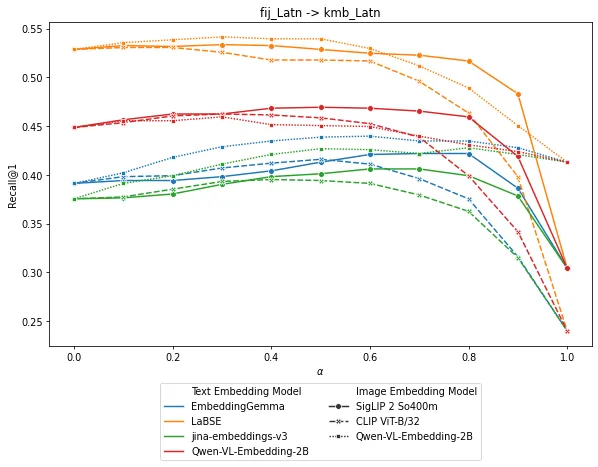 fij_Latn -> kmb_Latn
Recall@1
0.55
0.50
0.45
0.40
0.35
0.30
0.25
0.0 0.2 0.4 0.6 0.8 1.0
α
Text Embedding Model
EmbeddingGemma
LaBSE
jina-embeddings-v3
Qwen-VL-Embedding-2B
Image Embedding Model
SigLIP 2 So400m
CLIP ViT-B/32
Qwen-VL-Embedding-2B